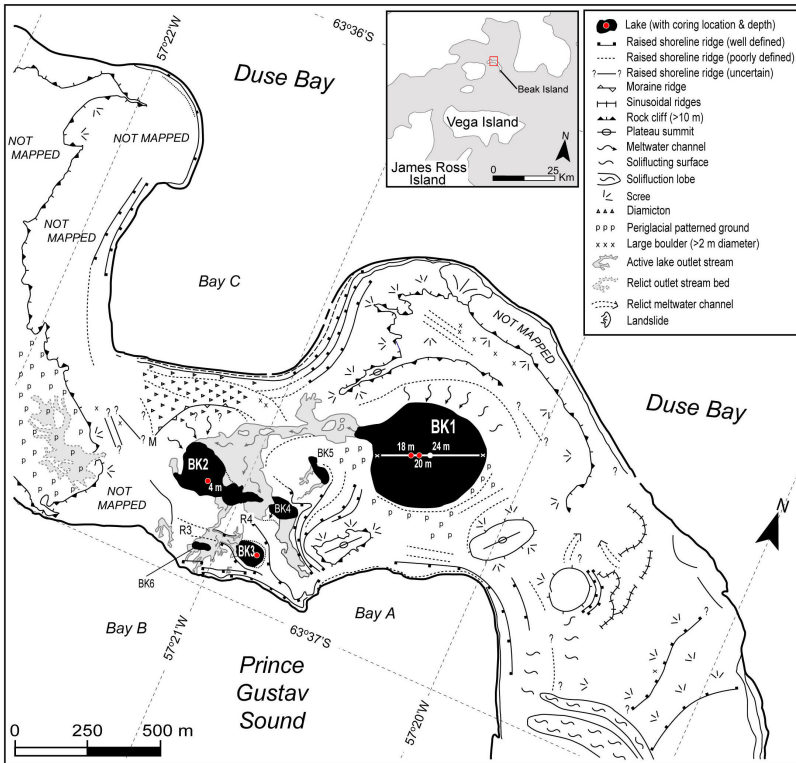 57°22'W
63°36'S
Duse Bay
NOT
MAPPED
NOT MAPPED
NOT
MAPPED
Bay C
Beak Island
Vega Island
James Ross
Island
N
0 25
Km
Lake (with coring location & depth)
Raised shoreline ridge (well defined)
Raised shoreline ridge (poorly defined)
? ? Raised shoreline ridge (uncertain)
Moraine ridge
Sinusoidal ridges
Rock cliff (>10 m)
Plateau summit
Meltwater channel
Soliflucting surface
Solifluction lobe
Scree
Diamicton
p p p Periglacial patterned ground
x x x Large boulder (>2 m diameter)
Active lake outlet stream
Relict outlet stream bed
Relict meltwater channel
Landslide
NOT MAPPED
Duse Bay
BK1
18 m
24 m
20 m
M
BK2
4 m
BK5
BK4
NOT
MAPPED
R3
R4
BK3
BK6
N
Bay A
Bay B
57°21'W
63°37'S
57°20'W
Prince
Gustav
Sound
0 250 500 m